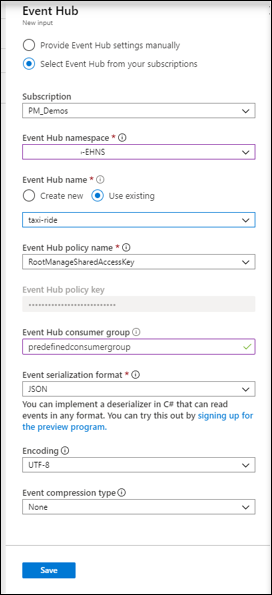 Event Hub
New input
Provide Event Hub settings manually
Select Event Hub from your subscriptions
Subscription
PM_Demos
Event Hub namespace *
-EHNS
Event Hub name *
Create new Use existing
taxi-ride
Event Hub policy name *
RootManageSharedAccessKey
Event Hub policy key
Event Hub consumer group
predefinedconsumergroup
Event serialization format *
JSON
You can implement a deserializer in C# that can read
events in any format. You can try this out by signing up for
the preview program.
Encoding
UTF-8
Event compression type
None
Save